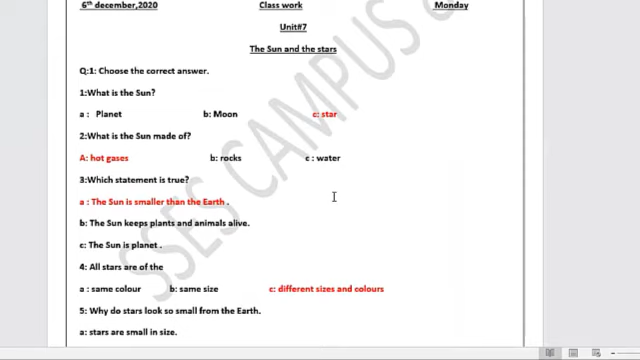 6th december,2020 Class work Monday
Unit#7
The Sun and the stars
Q:1: Choose the correct answer.
1:What is the Sun?
a : Planet b: Moon c: star
2:What is the Sun made of?
A: hot gases b: rocks c : water
3:Which statement is true?
a : The Sun is smaller than the Earth .
b: The Sun keeps plants and animals alive.
c: The Sun is planet .
4: All stars are of the
a : same colour b: same size c: different sizes and colours
5: Why do stars look so small from the Earth.
a: stars are small in size.
SSES CAMPUS